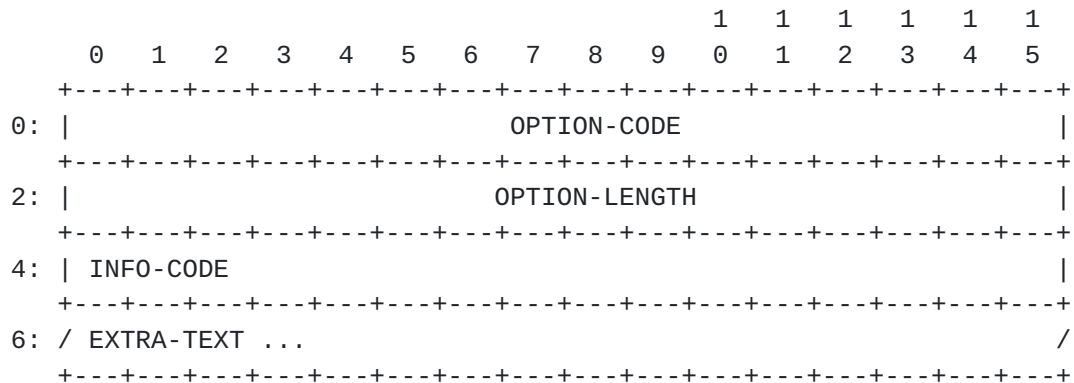 1   1   1   1   1   1
     0   1   2   3   4   5   6   7   8   9   0   1   2   3   4   5
   +---+---+---+---+---+---+---+---+---+---+---+---+---+---+---+---+
0: |                            OPTION-CODE                        |
   +---+---+---+---+---+---+---+---+---+---+---+---+---+---+---+---+
2: |                           OPTION-LENGTH                       |
   +---+---+---+---+---+---+---+---+---+---+---+---+---+---+---+---+
4: | INFO-CODE                                                     |
   +---+---+---+---+---+---+---+---+---+---+---+---+---+---+---+---+
6: / EXTRA-TEXT ...                                                /
   +---+---+---+---+---+---+---+---+---+---+---+---+---+---+---+---+